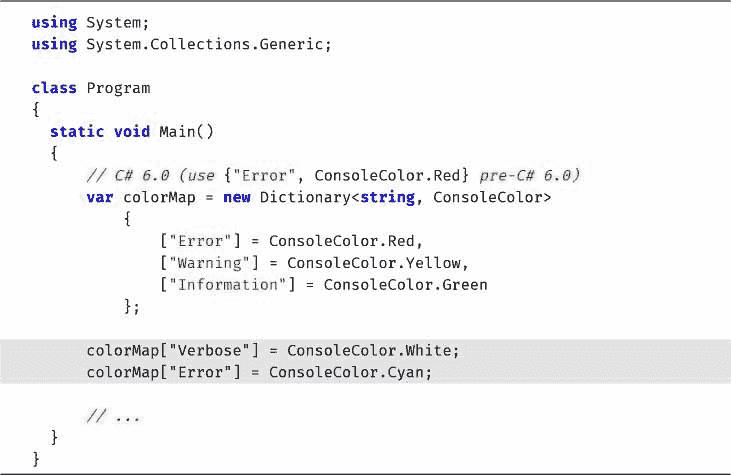 using System;
using System.Collections.Generic;
class Program
{
static void Main()
{
// C# 6.0 (use {"Error", ConsoleColor.Red} pre-C# 6.0)
var colorMap = new Dictionary<string, ConsoleColor>
{
["Error"] = ConsoleColor.Red,
["Warning"] = ConsoleColor.Yellow,
["Information"] = ConsoleColor.Green
};
colorMap["Verbose"] = ConsoleColor.White;
colorMap["Error"] = ConsoleColor.Cyan;
// ...
}
}